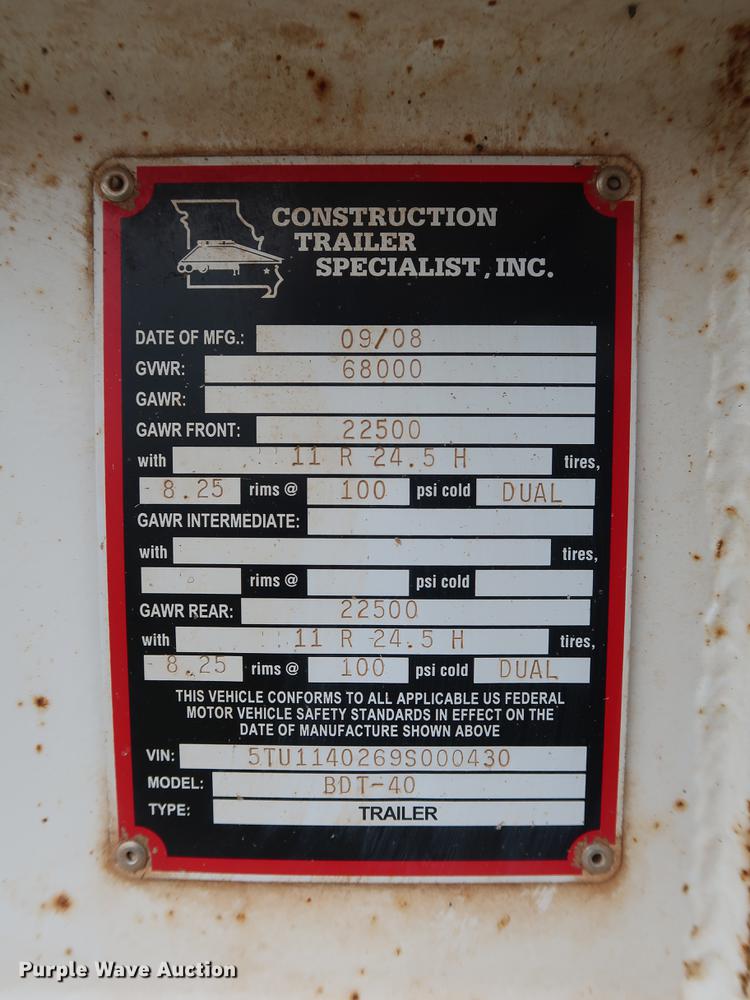 CONSTRUCTION
TRAILER
SPECIALIST, INC.
DATE OF MFG.: 09/08
GVWR: 68000
GAWR:
GAWR FRONT: 22500
with 11 R 24.5 H tires,
8.25 rims @ 100 psi cold DUAL
GAWR INTERMEDIATE:
with tires,
rims @ psi cold
GAWR REAR: 22500
with 11 R 24.5 H tires,
8.25 rims @ 100 psi cold DUAL
THIS VEHICLE CONFORMS TO ALL APPLICABLE US FEDERAL
MOTOR VEHICLE SAFETY STANDARDS IN EFFECT ON THE
DATE OF MANUFACTURE SHOWN ABOVE
VIN: 5TU1140269S000430
MODEL: BDT-40
TYPE: TRAILER
Purple Wave Auction